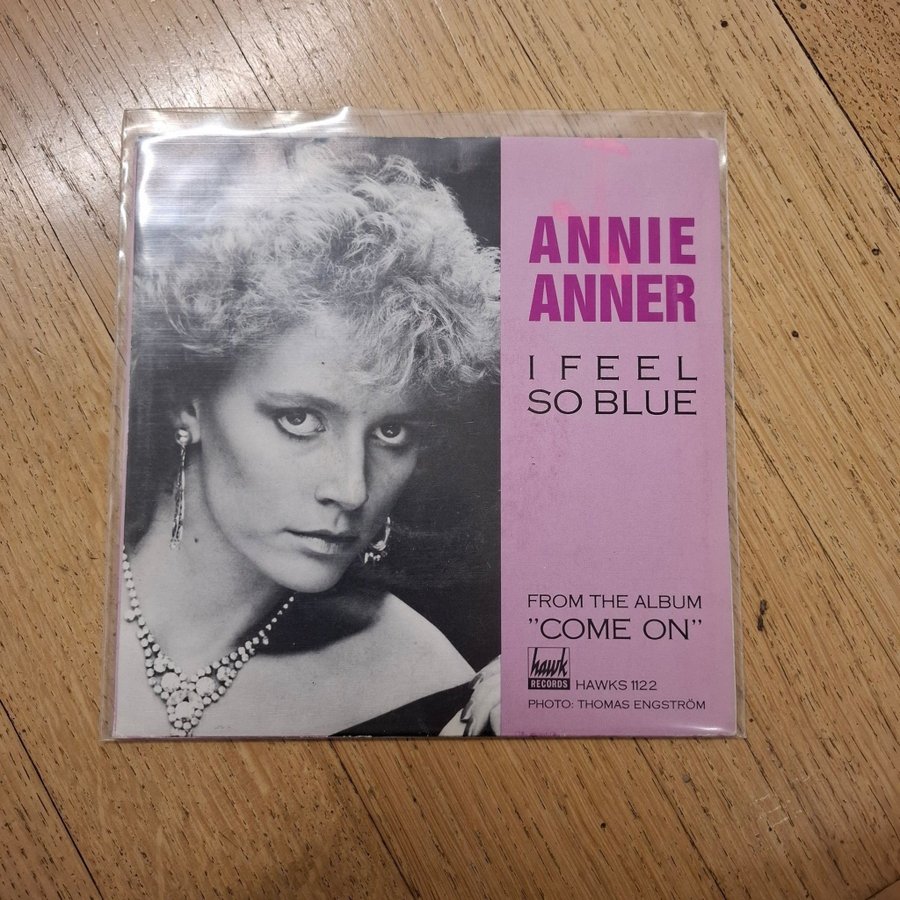 ANNIE
ANNER
I FEEL
SO BLUE
FROM THE ALBUM
"COME ON"
hawk
RECORDS
HAWKS 1122
PHOTO: THOMAS ENGSTRÖM